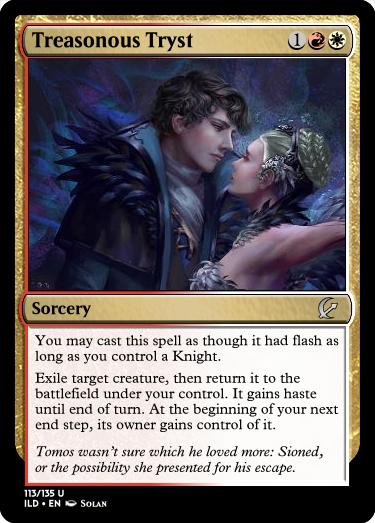 Treasonous Tryst 1
Sorcery
You may cast this spell as though it had flash as
long as you control a Knight.
Exile target creature, then return it to the
battlefield under your control. It gains haste
until end of turn. At the beginning of your next
end step, its owner gains control of it.
Tomos wasn't sure which he loved more: Sioned,
or the possibility she presented for his escape.
113/135 U
ILD • EN Solan